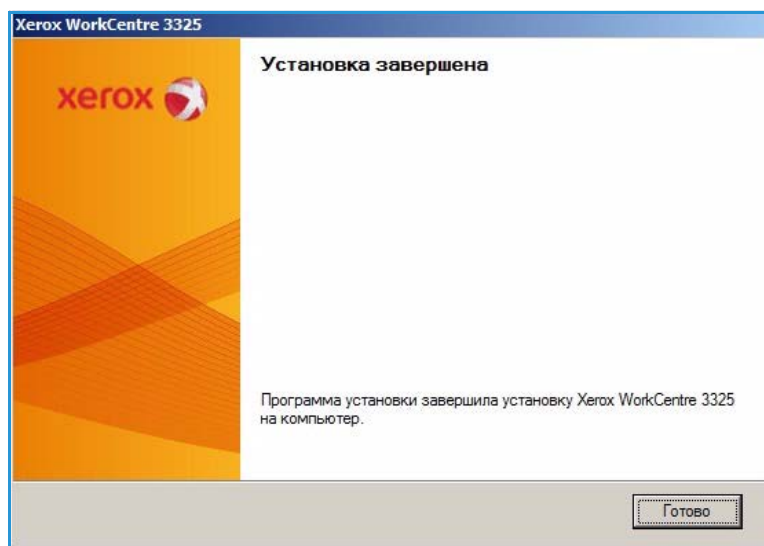 Xerox WorkCentre 3325
xerox
Установка завершена
Программа установки завершила установку Xerox WorkCentre 3325
на компьютер.
Готово